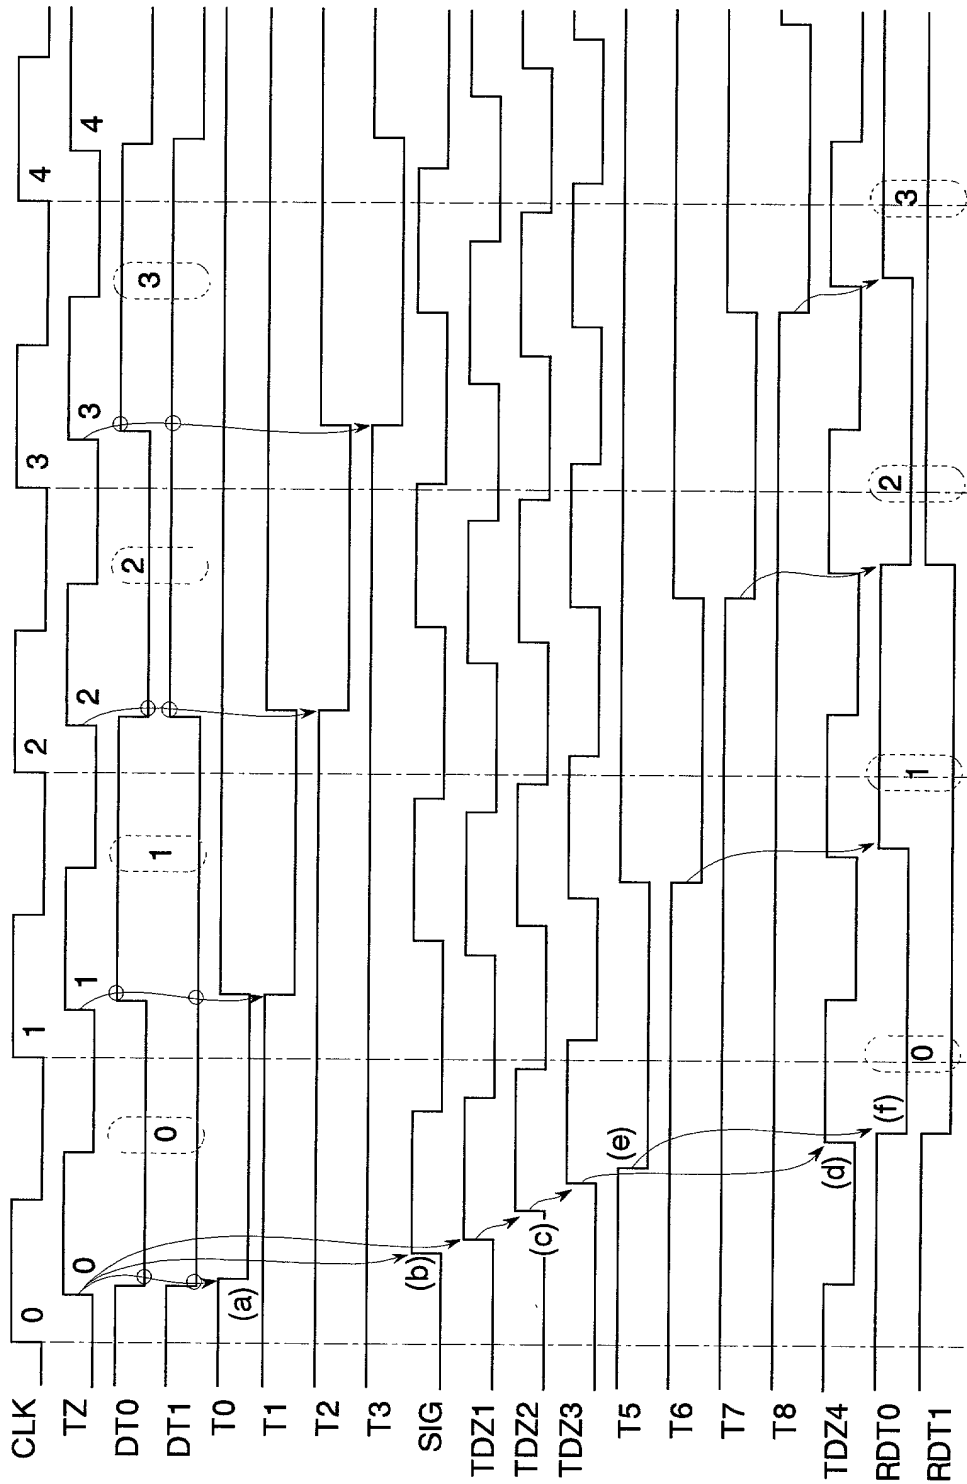 CLK 0 1 2 3 4
TZ 0 1 2 3 4
DT0
DT1 0 1 2 3
T0 (a)
T1
T2
T3
SIG (b)
TDZ1
TDZ2 (c)
TDZ3
T5 (e)
T6
T7
T8
TDZ4 (d)
RDT0 (f)
RDT1 0 1 2 3